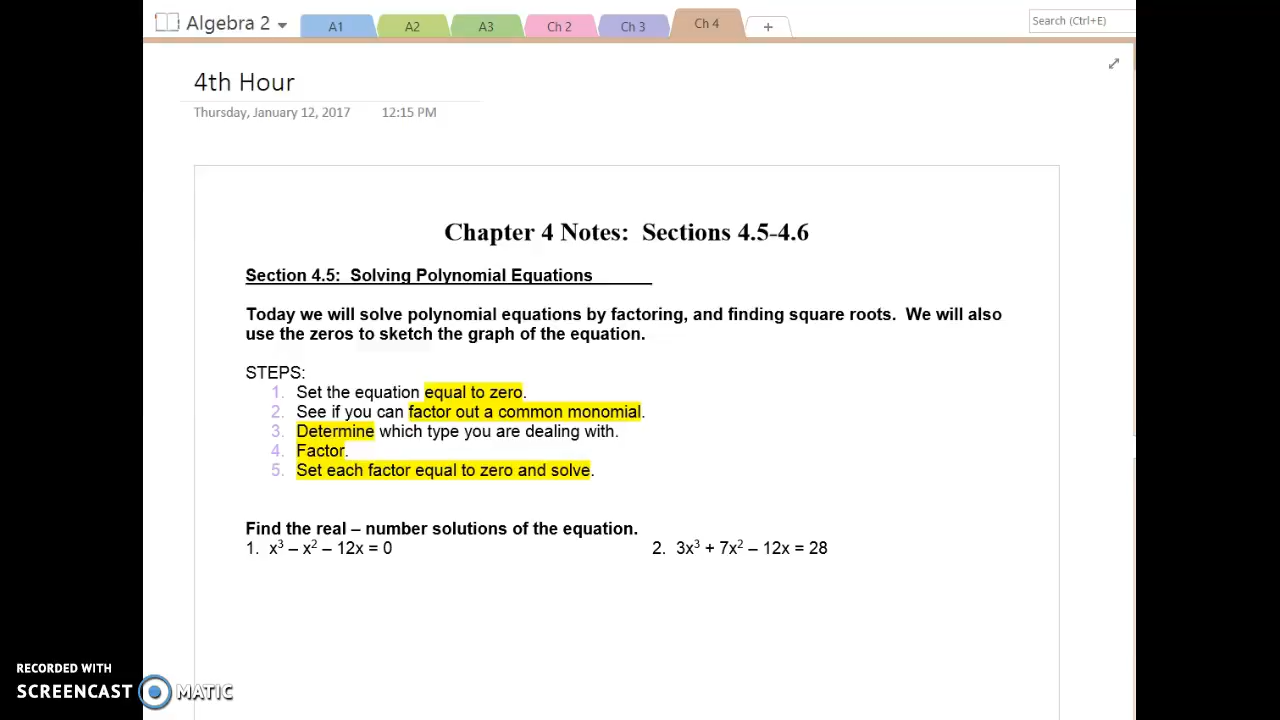 Algebra 2 A1 A2 A3 Ch 2 Ch 3 Ch 4 + Search (Ctrl+E)
4th Hour
Thursday, January 12, 2017 12:15 PM
Chapter 4 Notes: Sections 4.5-4.6
Section 4.5: Solving Polynomial Equations
Today we will solve polynomial equations by factoring, and finding square roots. We will also
use the zeros to sketch the graph of the equation.
STEPS:
1. Set the equation equal to zero.
2. See if you can factor out a common monomial.
3. Determine which type you are dealing with.
4. Factor.
5. Set each factor equal to zero and solve.
Find the real – number solutions of the equation.
1. x³ – x² – 12x = 0 2. 3x³ + 7x² – 12x = 28
RECORDED WITH
SCREENCAST MATIC